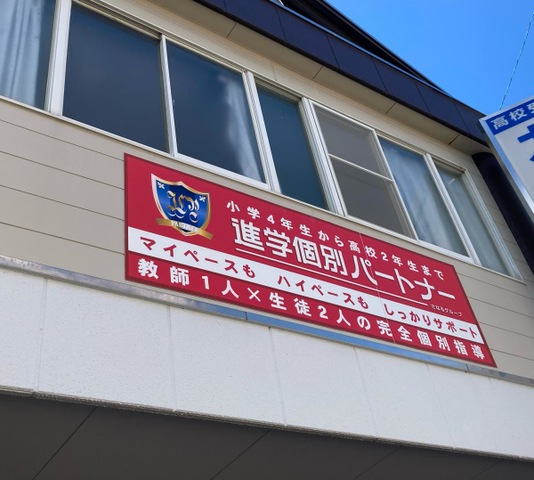 小学4年生から高校2年生まで
進学個別パートナー
マイペースも ハイペースも しっかりサポート
教師1人×生徒2人の完全個別指導
高校受